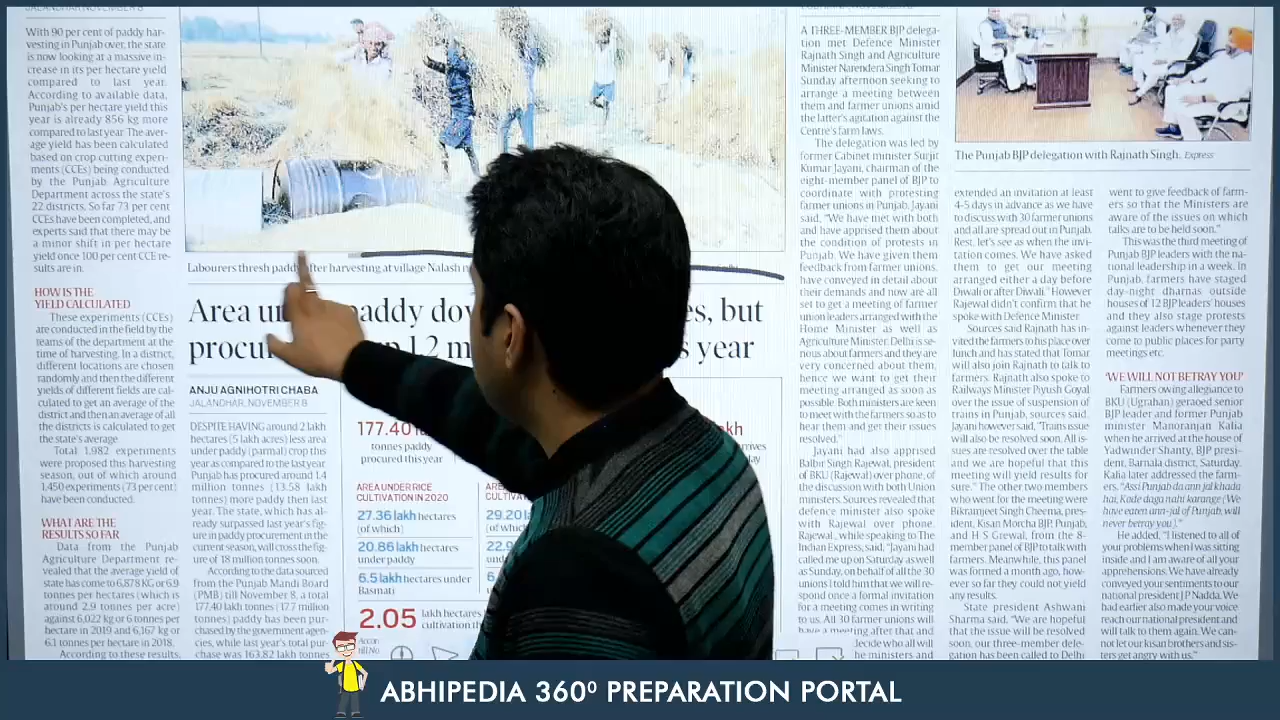 JALANDHAR, NOVEMBER 8
With 90 per cent of paddy har-
vesting in Punjab over, the state
is now looking at a massive in-
crease in its per hectare yield
compared to last year.
According to available data,
Punjab's per hectare yield this
year is already 856 kg more
compared to last year. The aver-
age yield has been calculated
based on crop cutting experi-
ments (CCEs) being conducted
by the Punjab Agriculture
Department across the state's
22 districts. So far 73 per cent
CCEs have been completed, and
experts said that there may be
a minor shift in per hectare
yield once 100 per cent CCE re-
sults are in.
HOW IS THE
YIELD CALCULATED
These experiments (CCEs)
are conducted in the field by the
teams of the department at the
time of harvesting. In a district,
different locations are chosen
randomly and then the different
yields of different fields are cal-
culated to get an average of the
district and then an average of all
the districts is calculated to get
the state's average.
Total 1,982 experiments
were proposed this harvesting
season, out of which around
1,450 experiments (73 per cent)
have been conducted.
WHAT ARE THE
RESULTS SO FAR
Data from the Punjab
Agriculture Department re-
vealed that the average yield of
state has come to 6,878 KG or 6.9
tonnes per hectares (which is
around 2.9 tonnes per acre)
against 6,022 kg or 6 tonnes per
hectare in 2019 and 6,167 kg or
6.1 tonnes per hectare in 2018.
According to these results,
Labourers thresh paddy after harvesting at village Nalash
Area paddy es, but
procu 12 m s year
ANJU AGNIHOTRI CHABA
JALANDHAR, NOVEMBER 8
DESPITE HAVING around 2 lakh
hectares (5 lakh acres) less area
under paddy (parmal) crop this
year as compared to the last year
Punjab has procured around 1.4
million tonnes (13.58 lakh
tonnes) more paddy then last
year. The state, which has al-
ready surpassed last year's fig-
ure in paddy procurement in the
current season, will cross the fig-
ure of 18 million tonnes soon.
According to the data sourced
from the Punjab Mandi Board
(PMB) till November 8, a total
177.40 lakh tonnes (17.7 million
tonnes) paddy has been pur-
chased by the government agen-
cies, while last year's total pur-
chase was 163.82 lakh tonnes
177.40
tonnes paddy
procured this year
AREA UNDER RICE
CULTIVATION IN 2020
27.36 lakh hectares
(of which)
20.86 lakh hectares
under paddy
6.5 lakh hectares under
Basmati
29.20
(of which)
2.05 lakh hectares
A THREE-MEMBER BJP delega-
tion met Defence Minister
Rajnath Singh and Agriculture
Minister Narendera Singh Tomar
Sunday afternoon seeking to
arrange a meeting between
them and farmer unions amid
the latter's agitation against the
Centre's farm laws.
The delegation was led by
former Cabinet minister Surjit
Kumar Jayani, chairman of the
eight-member panel of BJP to
coordinate with protesting
farmer unions in Punjab. Jayani
said, "We have met with both
and have apprised them about
the condition of protests in
Punjab. We have given them
feedback from farmer unions,
have conveyed in detail about
their demands and now are all
set to get a meeting of farmer
union leaders arranged with the
Home Minister as well as
Agriculture Minister. Delhi is se-
rious about farmers and they are
very concerned about them,
hence we want to get their
meeting arranged as soon as
possible. Both ministers are keen
to meet with the farmers so as to
hear them and get their issues
resolved."
Jayani had also apprised
Balbir Singh Rajewal, president
of BKU (Rajewal) over phone, of
the discussion with both Union
ministers. Sources revealed that
defence minister also spoke
with Rajewal over phone.
Rajewal, while speaking to The
Indian Express, said, "Jayani had
called me up on Saturday as well
as Sunday, on behalf of all the 30
unions I told him that we will re-
spond once a formal invitation
for a meeting comes in writing
to us. All 30 farmer unions will
have a meeting after that and
decide who all will
he ministers and
The Punjab BJP delegation with Rajnath Singh. Express
extended an invitation at least
4-5 days in advance as we have
to discuss with 30 farmer unions
and all are spread out in Punjab.
Rest, let's see as when the invi-
tation comes. We have asked
them to get our meeting
arranged either a day before
Diwali or after Diwali." However
Rajewal didn't confirm that he
spoke with Defence Minister.
Sources said Rajnath has in-
vited the farmers to his place over
lunch and has stated that Tomar
will also join Rajnath to talk to
farmers. Rajnath also spoke to
Railways Minister Piyush Goyal
over the issue of suspension of
trains in Punjab, sources said.
Jayani however said, "Trains issue
will also be resolved soon. All is-
sues are resolved over the table
and we are hopeful that this
meeting will yield results for
sure." The other two members
who went for the meeting were
Bikramjeet Singh Cheema, pres-
ident, Kisan Morcha BJP, Punjab,
and H S Grewal, from the 8-
member panel of BJP to talk with
farmers. Meanwhile, this panel
was formed a month ago, how-
ever so far they could not yield
any results.
State president Ashwani
Sharma said, "We are hopeful
that the issue will be resolved
soon, our three-member dele-
gation has been called to Delhi
went to give feedback of farm-
ers so that the Ministers are
aware of the issues on which
talks are to be held soon."
This was the third meeting of
Punjab BJP leaders with the na-
tional leadership in a week. In
Punjab, farmers have staged
day-night dharnas outside
houses of 12 BJP leaders' houses
and they also stage protests
against leaders whenever they
come to public places for party
meetings etc.
'WE WILL NOT BETRAY YOU'
Farmers owing allegiance to
BKU (Ugrahan) geraoed senior
BJP leader and former Punjab
minister Manoranjan Kalia
when he arrived at the house of
Yadwinder Shanty, BJP presi-
dent, Barnala district, Saturday.
Kalia later addressed the farm-
ers. "Assi Punjab da ann jal khada
hai, Kade daga nahi karange (We
have eaten ann-jal of Punjab, will
never betray you)."
He added, "I listened to all of
your problems when I was sitting
inside and I am aware of all your
apprehensions. We have already
conveyed your sentiments to our
national president J P Nadda. We
had earlier also made your voice
reach our national president and
will talk to them again. We can-
not let our kisan brothers and sis-
ters get angry with us."
ABHIPEDIA 360⁰ PREPARATION PORTAL